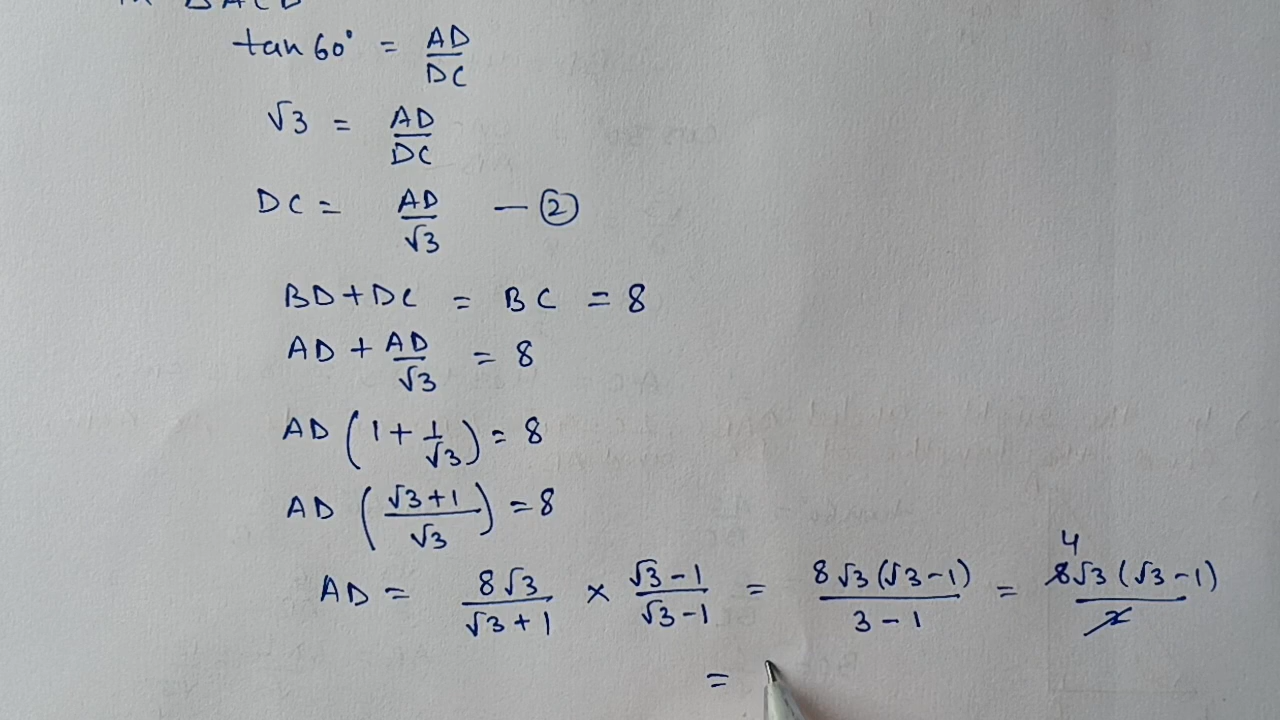 In ΔACD
tan 60° = AD/DC
√3 = AD/DC
DC = AD/√3 — ②
BD + DC = BC = 8
AD + AD/√3 = 8
AD (1 + 1/√3) = 8
AD ((√3+1)/√3) = 8
4
AD = 8√3/(√3+1) × (√3-1)/(√3-1) = 8√3(√3-1)/(3-1) = 8√3(√3-1)/2
=